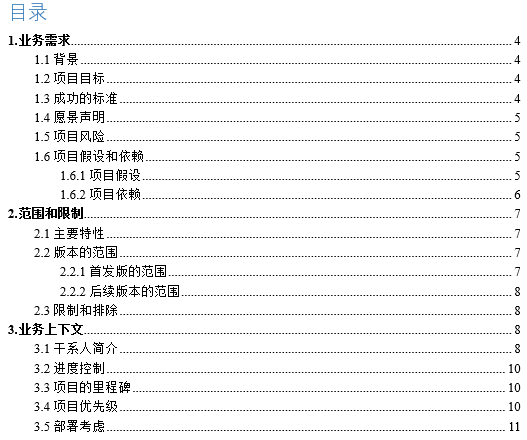 目录
1.业务需求 4
1.1 背景 4
1.2 项目目标 4
1.3 成功的标准 4
1.4 愿景声明 5
1.5 项目风险 5
1.6 项目假设和依赖 5
1.6.1 项目假设 5
1.6.2 项目依赖 6
2.范围和限制 7
2.1 主要特性 7
2.2 版本的范围 7
2.2.1 首发版的范围 7
2.2.2 后续版本的范围 8
2.3 限制和排除 8
3.业务上下文 8
3.1 干系人简介 8
3.2 进度控制 10
3.3 项目的里程碑 10
3.4 项目优先级 10
3.5 部署考虑 11